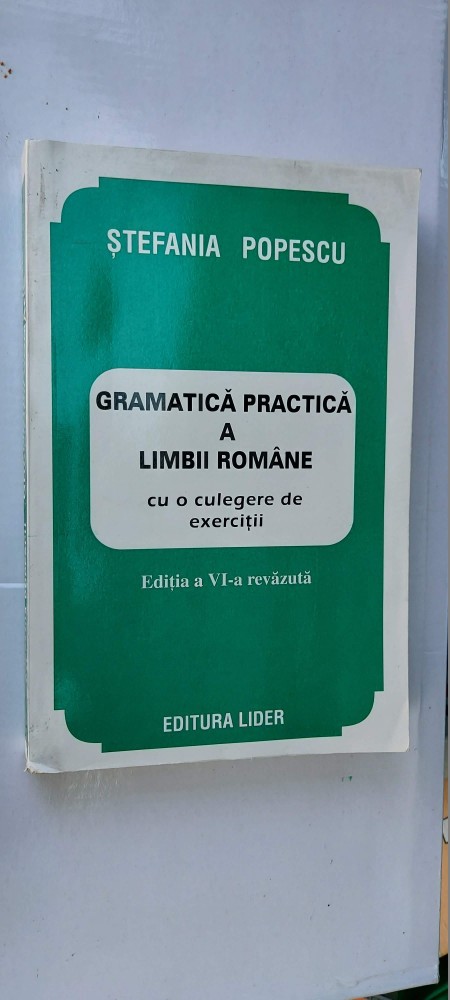 ȘTEFANIA POPESCU
GRAMATICĂ PRACTICĂ
A
LIMBII ROMÂNE
cu o culegere de
exerciții
Ediția a VI-a revăzută
EDITURA LIDER